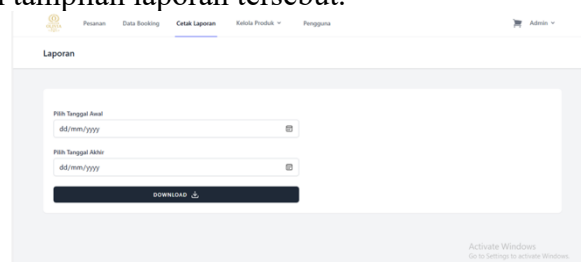 tampilan laporan tersebut.
Pesanan Data Booking Cetak Laporan Kelola Produk Pengguna Admin
Laporan
Pilih Tanggal Awal
dd/mm/yyyy
Pilih Tanggal Akhir
dd/mm/yyyy
DOWNLOAD
Activate Windows
Go to Settings to activate Windows.